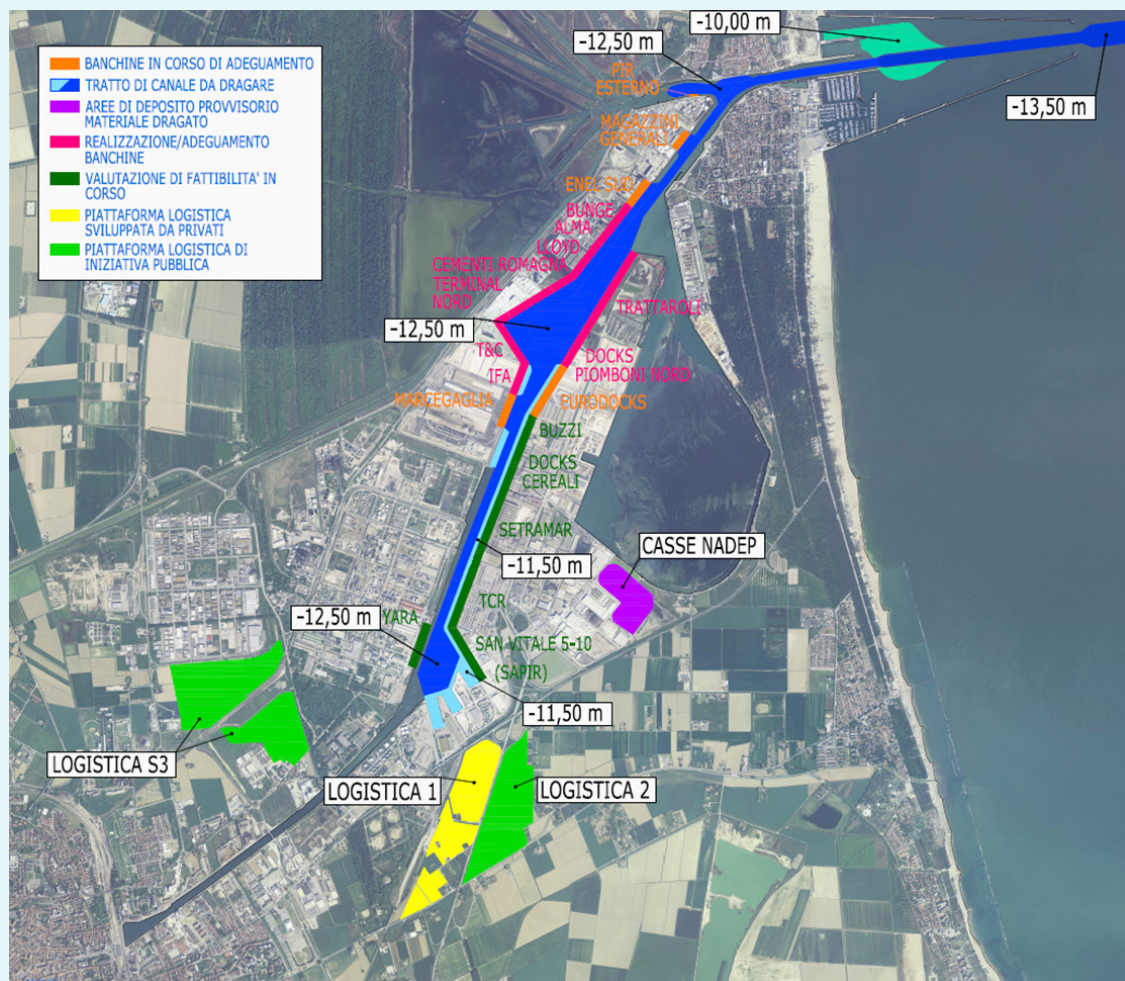 BANCHINE IN CORSO DI ADEGUAMENTO
TRATTO DI CANALE DA DRAGARE
AREE DI DEPOSITO PROVVISORIO
MATERIALE DRAGATO
REALIZZAZIONE/ADEGUAMENTO
BANCHINE
VALUTAZIONE DI FATTIBILITA' IN
CORSO
PIATTAFORMA LOGISTICA
SVILUPPATA DA PRIVATI
PIATTAFORMA LOGISTICA DI
INIZIATIVA PUBBLICA
-10,00 m
-12,50 m
-13,50 m
PIR
ESTERNO
MAGAZZINI
GENERALI
ENEL SUD
BUNGE
ALMA
LLOYD
CEMENTI ROMAGNA
TERMINAL
NORD
TRATTAROLI
-12,50 m
T&C
IFA
DOCKS
PIOMBONI NORD
MARCEGAGLIA
EURODOCKS
BUZZI
DOCKS
CEREALI
SETRAMAR
CASSE NADEP
-11,50 m
TCR
-12,50 m
YARA
SAN VITALE 5-10
(SAPIR)
-11,50 m
LOGISTICA S3
LOGISTICA 1
LOGISTICA 2